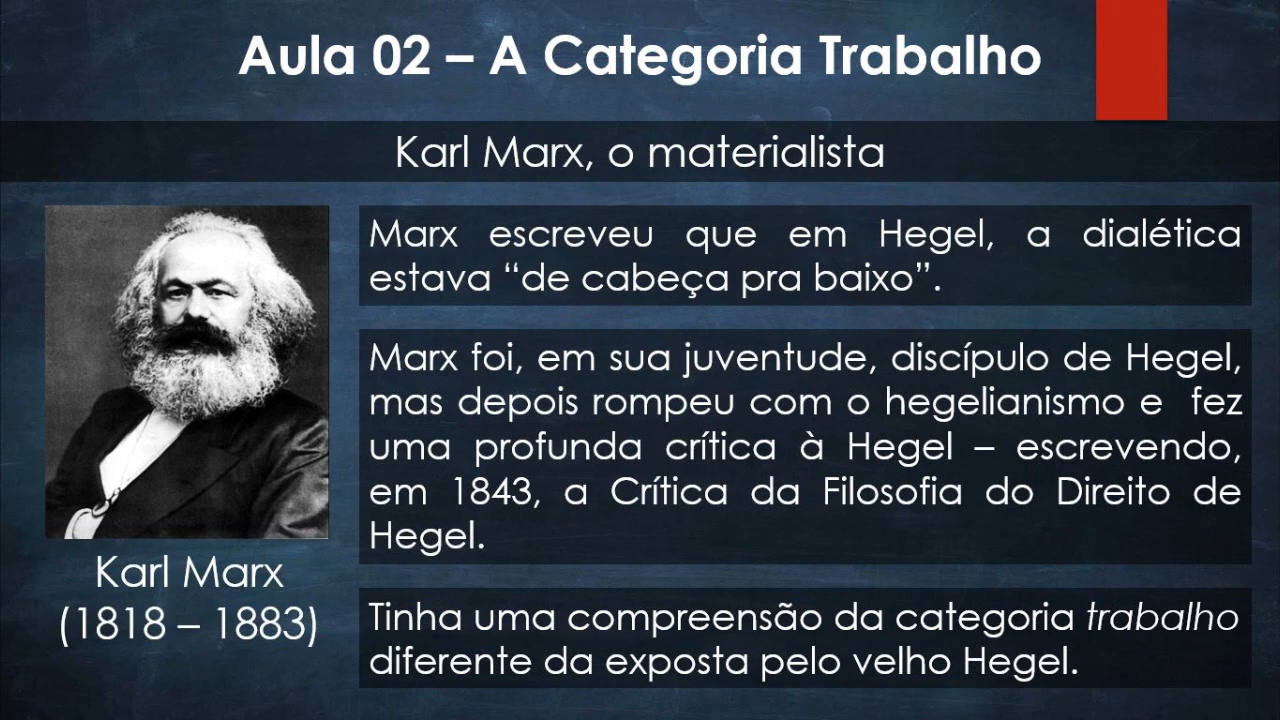 Aula 02 – A Categoria Trabalho
Karl Marx, o materialista
Marx escreveu que em Hegel, a dialética
estava “de cabeça pra baixo”.
Marx foi, em sua juventude, discípulo de Hegel,
mas depois rompeu com o hegelianismo e fez
uma profunda crítica à Hegel – escrevendo,
em 1843, a Crítica da Filosofia do Direito de
Hegel.
Tinha uma compreensão da categoria trabalho
diferente da exposta pelo velho Hegel.
Karl Marx
(1818 – 1883)